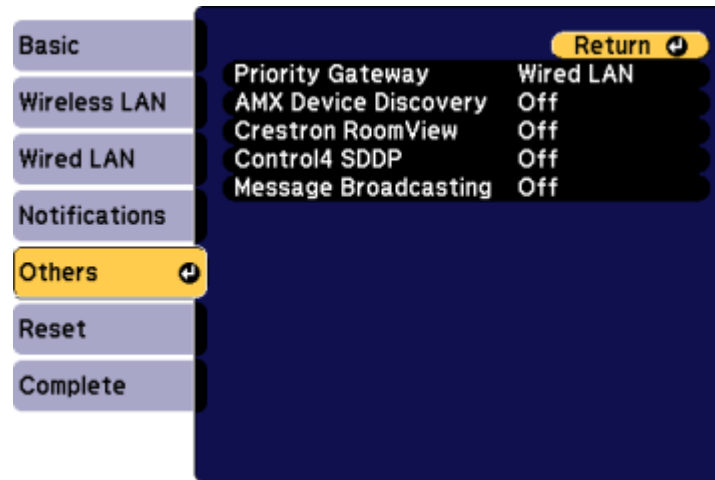 Basic
Wireless LAN
Wired LAN
Notifications
Others
Reset
Complete
Return
Priority Gateway Wired LAN
AMX Device Discovery Off
Crestron RoomView Off
Control4 SDDP Off
Message Broadcasting Off